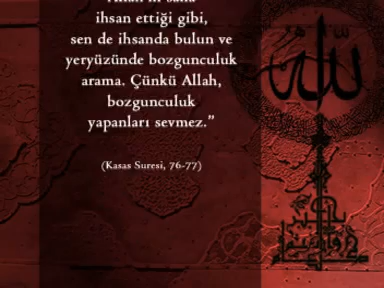 Allah'ın sana
ihsan ettiği gibi,
sen de ihsanda bulun ve
yeryüzünde bozgunculuk
arama. Çünkü Allah,
bozgunculuk
yapanları sevmez.”
(Kasas Suresi, 76-77)
الله